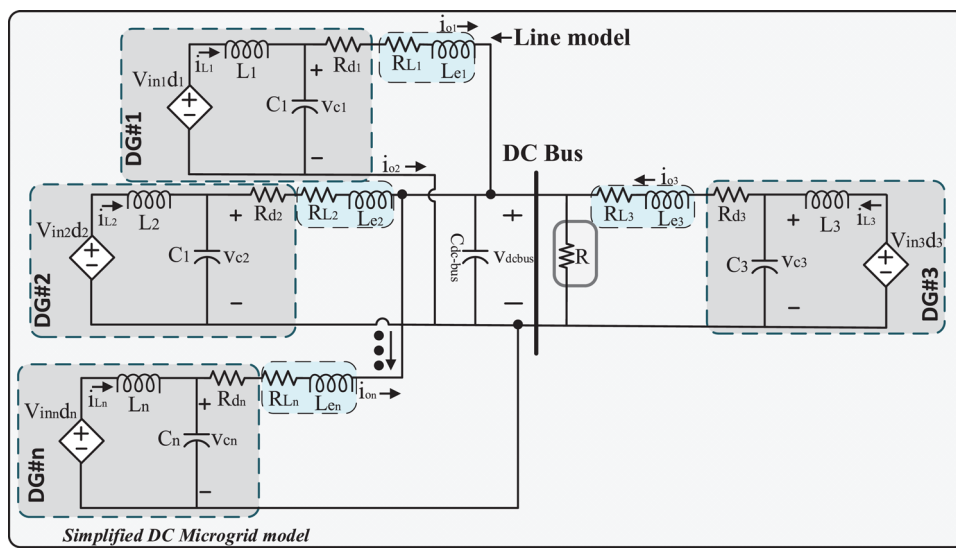 io1
Line model
iL1
L1
Rd1
RL1
Le1
Vin1d1
C1
vc1
DG#1
DC Bus
io2
io3
iL2
L2
Rd2
RL2
Le2
RL3
Le3
Rd3
L3
iL3
Vin2d2
C1
vc2
Cdc-bus
Vdcbus
R
C3
vc3
Vin3d3
DG#2
DG#3
iLn
Ln
Rdn
RLn
Len
ion
Vinndn
Cn
vcn
DG#n
Simplified DC Microgrid model